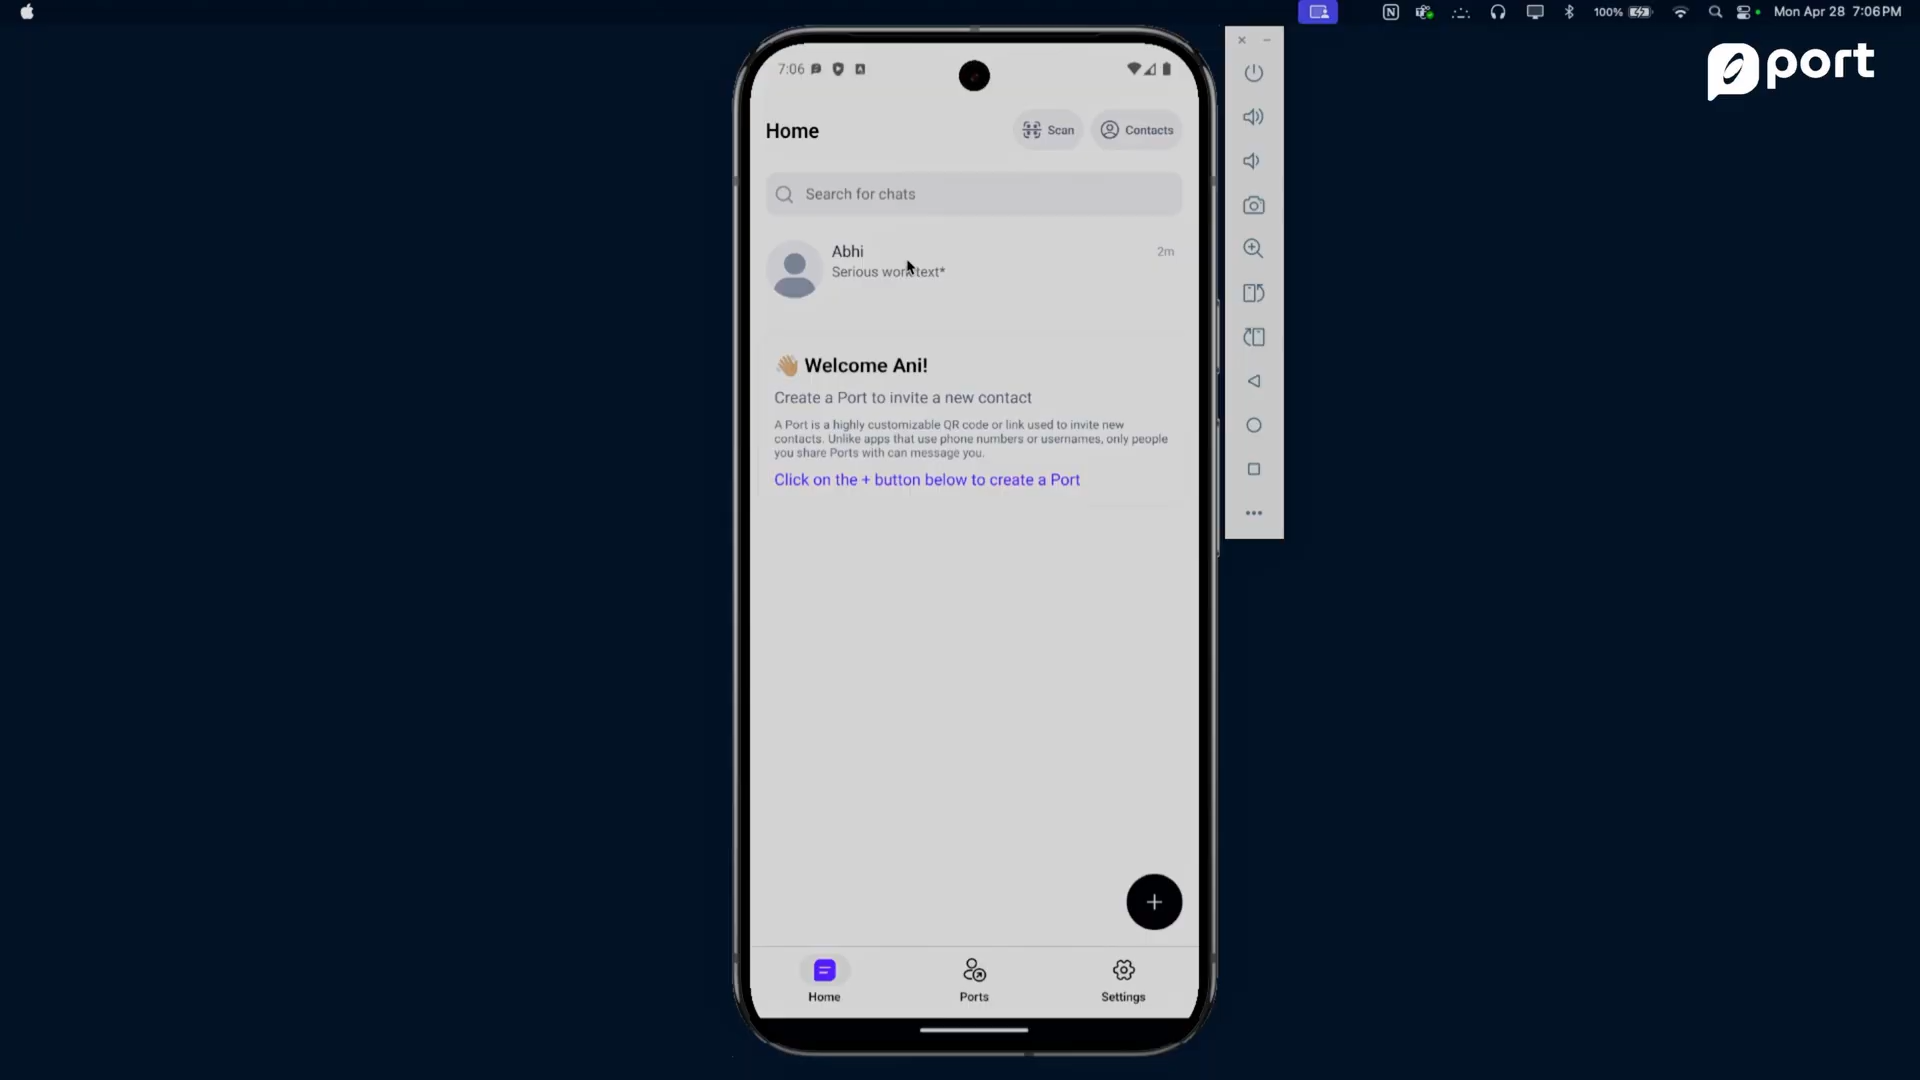 Mon Apr 28 7:06 PM
100%
port
7:06
Home
Scan
Contacts
Search for chats
Abhi
2m
Serious work text*
👋🏼 Welcome Ani!
Create a Port to invite a new contact
A Port is a highly customizable QR code or link used to invite new
contacts. Unlike apps that use phone numbers or usernames, only people
you share Ports with can message you.
Click on the + button below to create a Port
Home
Ports
Settings